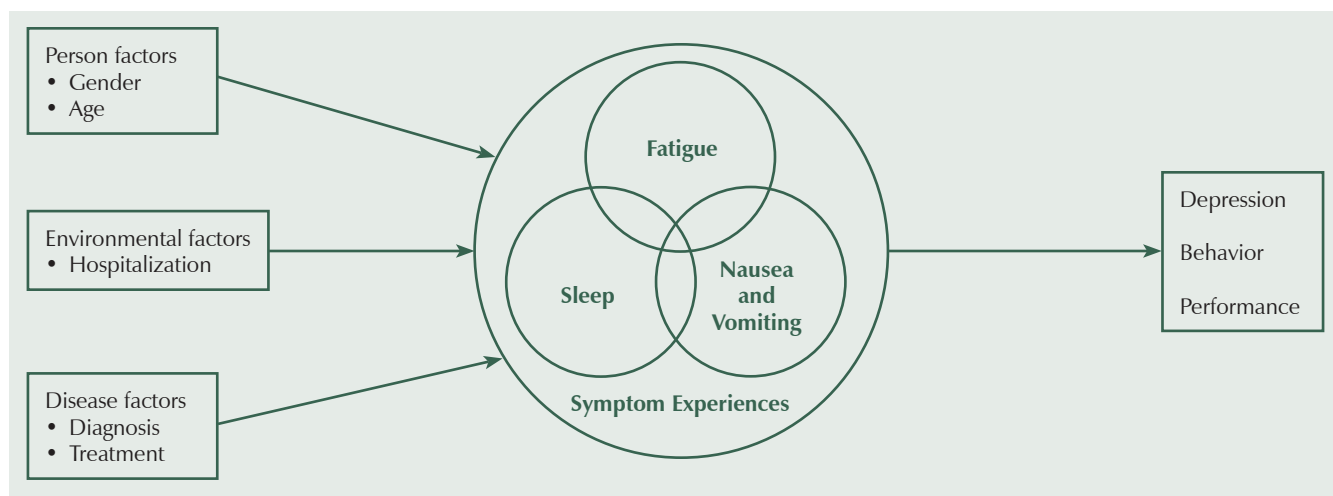 Person factors
• Gender
• Age
Environmental factors
• Hospitalization
Disease factors
• Diagnosis
• Treatment
Fatigue
Sleep
Nausea
and
Vomiting
Symptom Experiences
Depression
Behavior
Performance